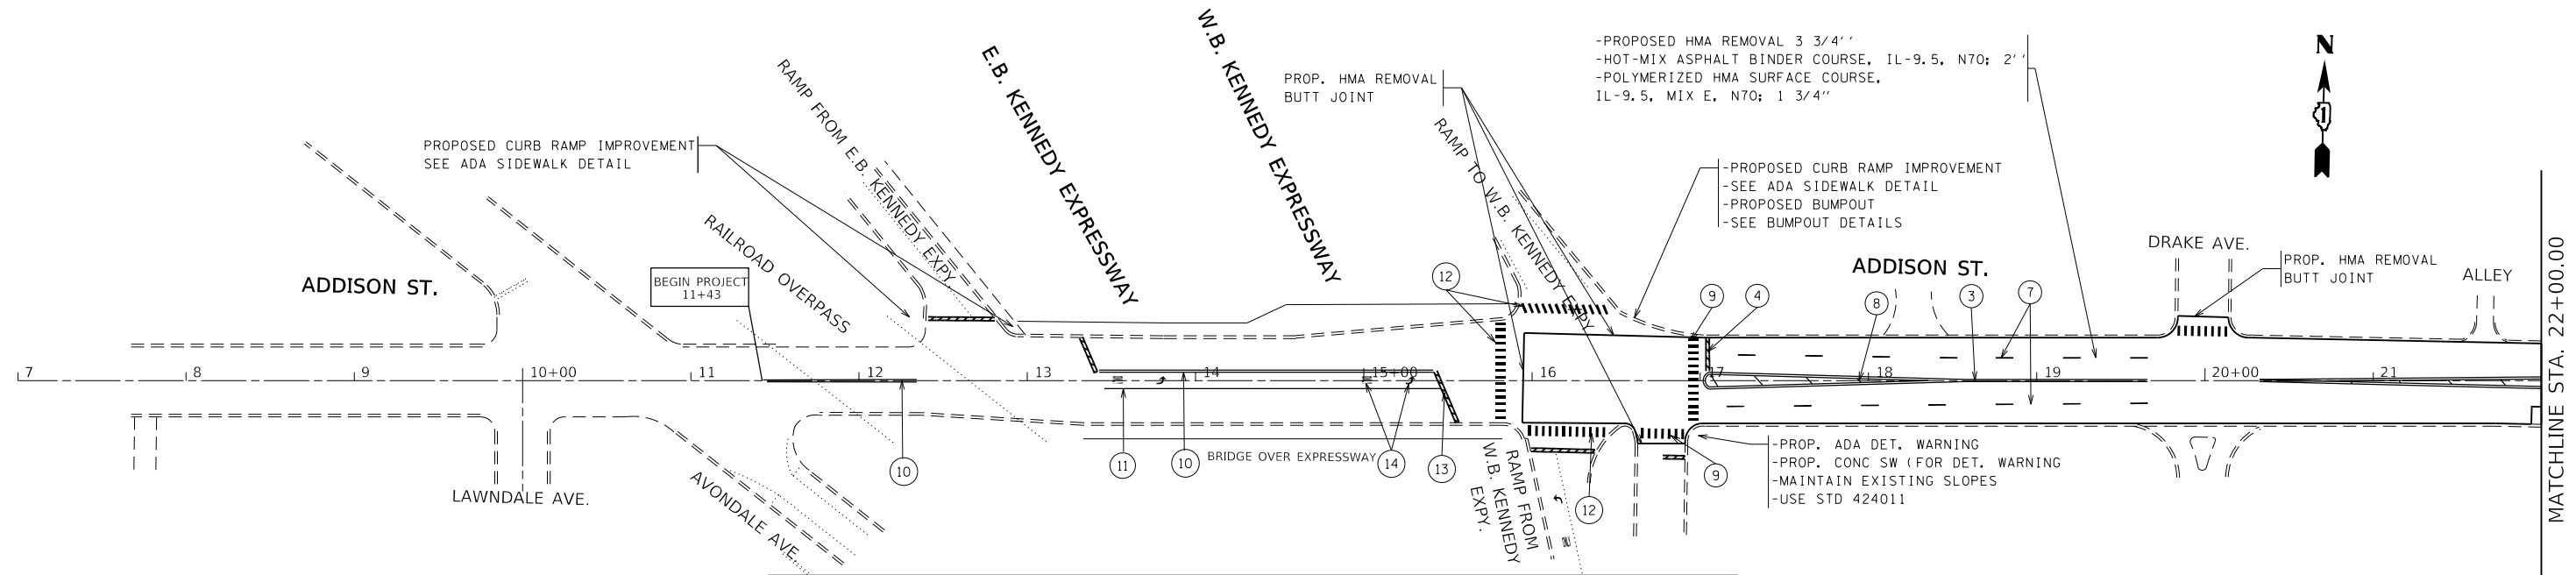 W.B. KENNEDY EXPRESSWAY
E.B. KENNEDY EXPRESSWAY
RAMP FROM E.B. KENNEDY EXPY.
PROP. HMA REMOVAL
BUTT JOINT
-PROPOSED HMA REMOVAL 3 3/4''
-HOT-MIX ASPHALT BINDER COURSE, IL-9.5, N70; 2''
-POLYMERIZED HMA SURFACE COURSE,
IL-9.5, MIX E, N70; 1 3/4''
N
1
PROPOSED CURB RAMP IMPROVEMENT
SEE ADA SIDEWALK DETAIL
RAMP TO W.B. KENNEDY EXPY.
-PROPOSED CURB RAMP IMPROVEMENT
-SEE ADA SIDEWALK DETAIL
-PROPOSED BUMPOUT
-SEE BUMPOUT DETAILS
RAILROAD OVERPASS
ADDISON ST.
BEGIN PROJECT
11+43
12
ADDISON ST.
DRAKE AVE.
PROP. HMA REMOVAL
BUTT JOINT
ALLEY
9
4
8
3
7
MATCHLINE STA. 22+00.00
7
8
9
10+00
11
12
13
14
15+00
16
17
18
19
20+00
21
10
11
10
BRIDGE OVER EXPRESSWAY
14
13
12
9
-PROP. ADA DET. WARNING
-PROP. CONC SW (FOR DET. WARNING
-MAINTAIN EXISTING SLOPES
-USE STD 424011
LAWNDALE AVE.
AVONDALE AVE.
RAMP FROM
W.B. KENNEDY
EXPY.